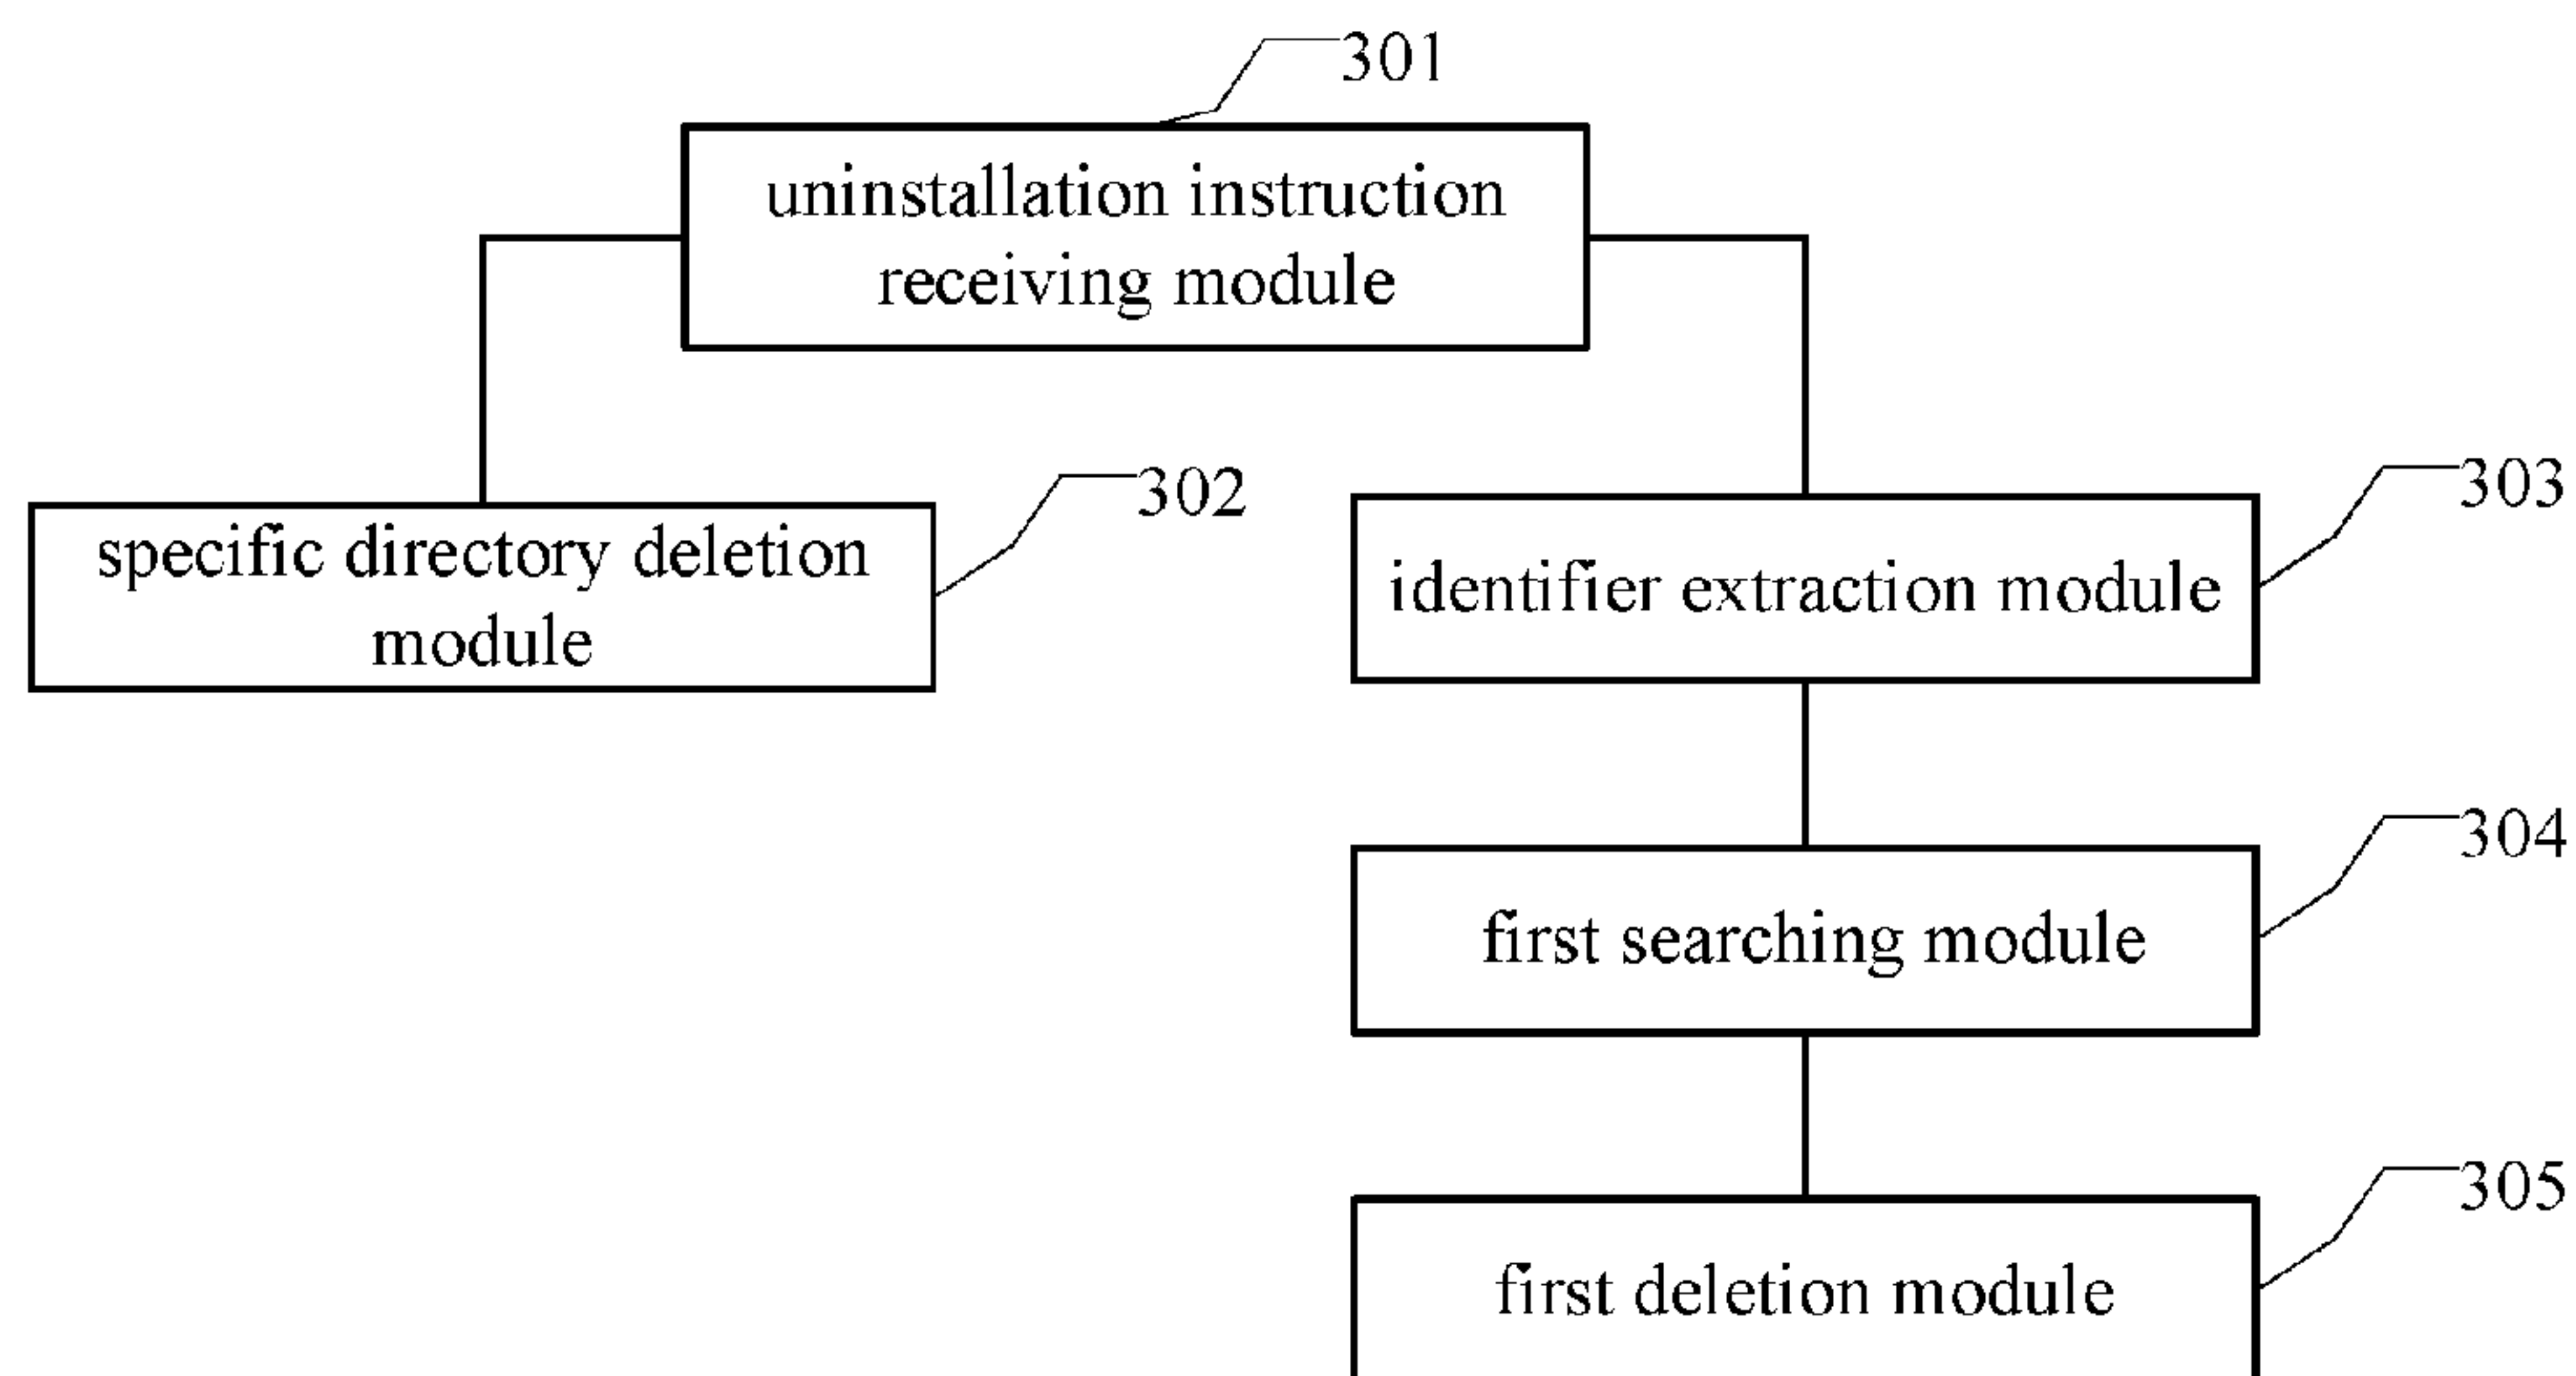 301
uninstallation instruction
receiving module
302
specific directory deletion
module
303
identifier extraction module
304
first searching module
305
first deletion module